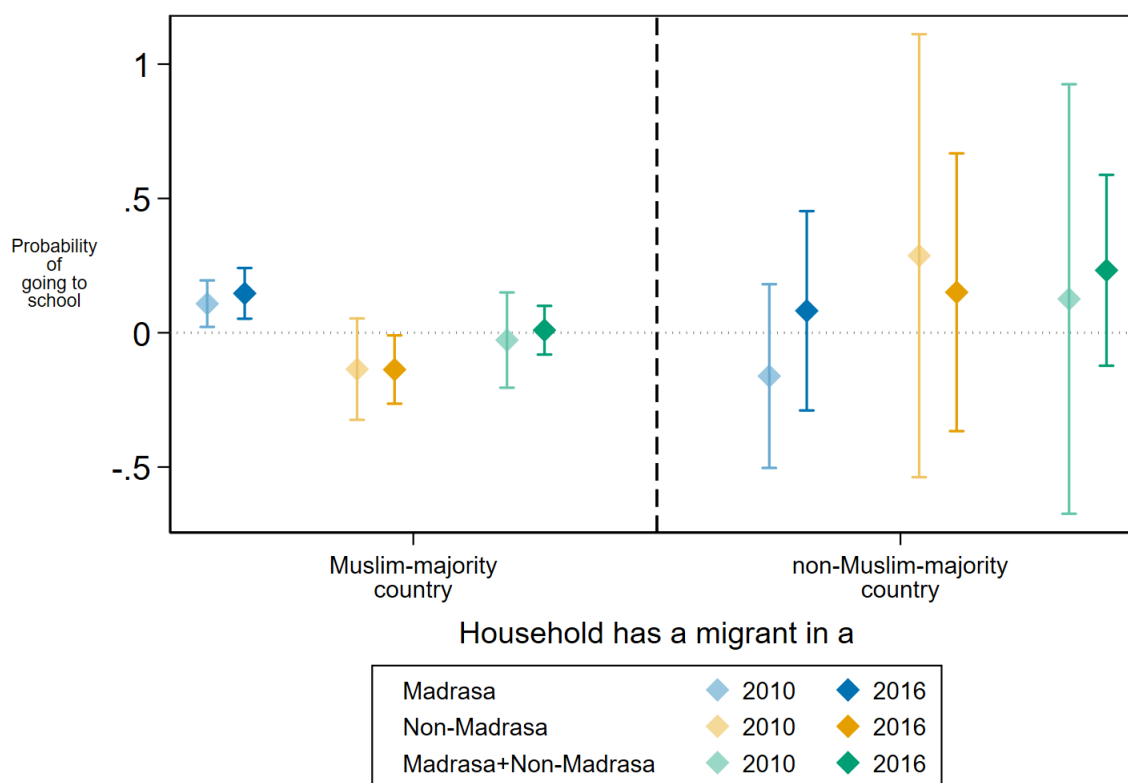 1
.5
0
-.5
Probability
of
going to
school
Muslim-majority
country
non-Muslim-majority
country
Household has a migrant in a
Madrasa 2010 2016
Non-Madrasa 2010 2016
Madrasa+Non-Madrasa 2010 2016